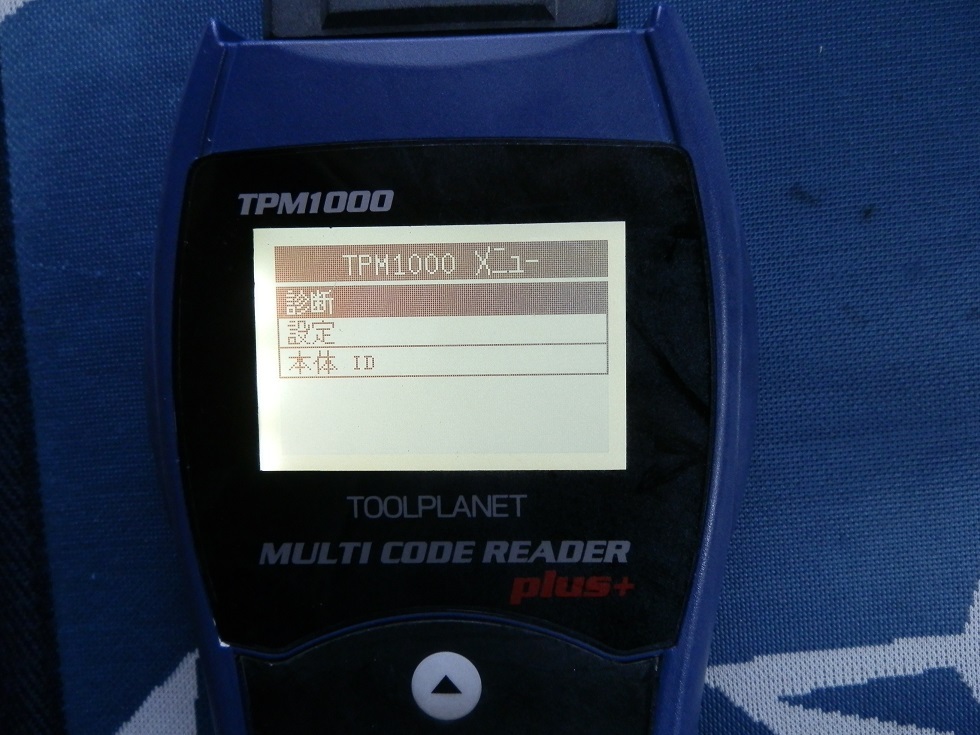 TPM1000
TPM1000 メニュー
診断
設定
本体 ID
TOOLPLANET
MULTI CODE READER
plus+